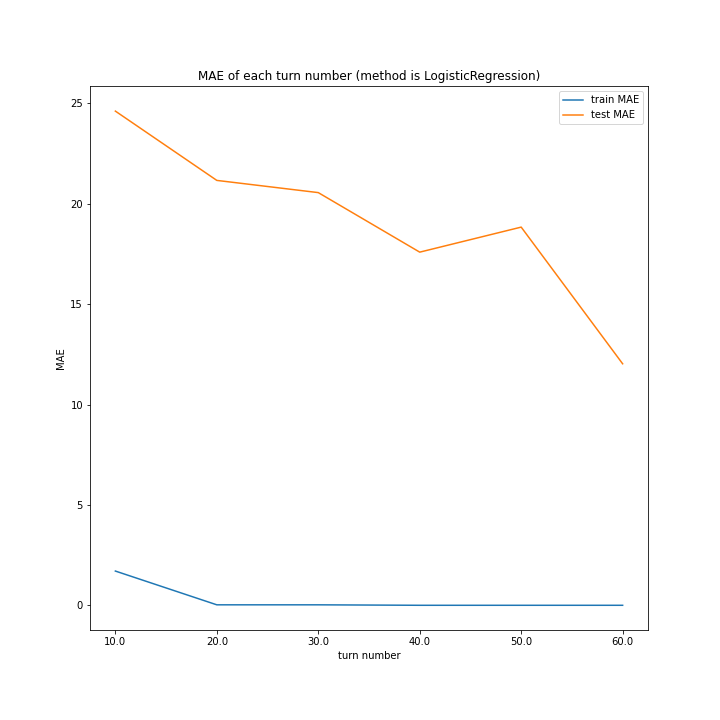 MAE of each turn number (method is LogisticRegression)
train MAE
test MAE
25
20
15
10
5
0
MAE
10.0 20.0 30.0 40.0 50.0 60.0
turn number